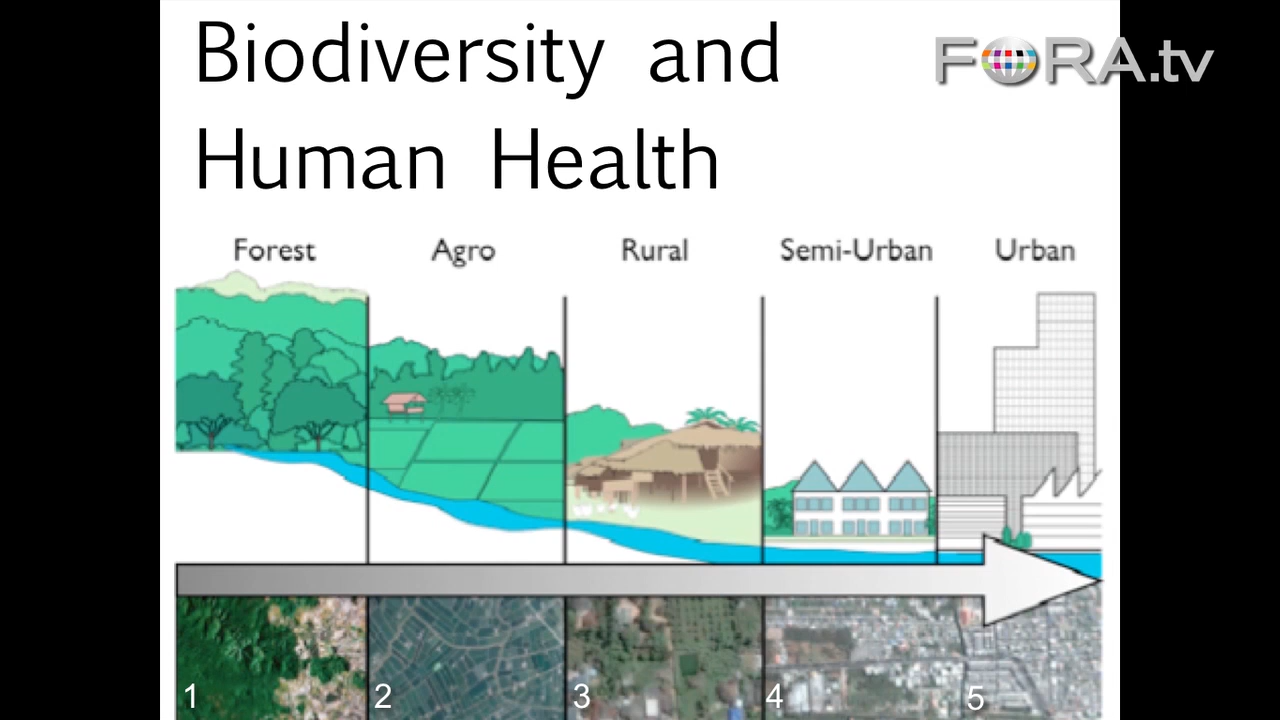 Biodiversity and
FORA.tv
Human Health
Forest Agro Rural Semi-Urban Urban
1 2 3 4 5